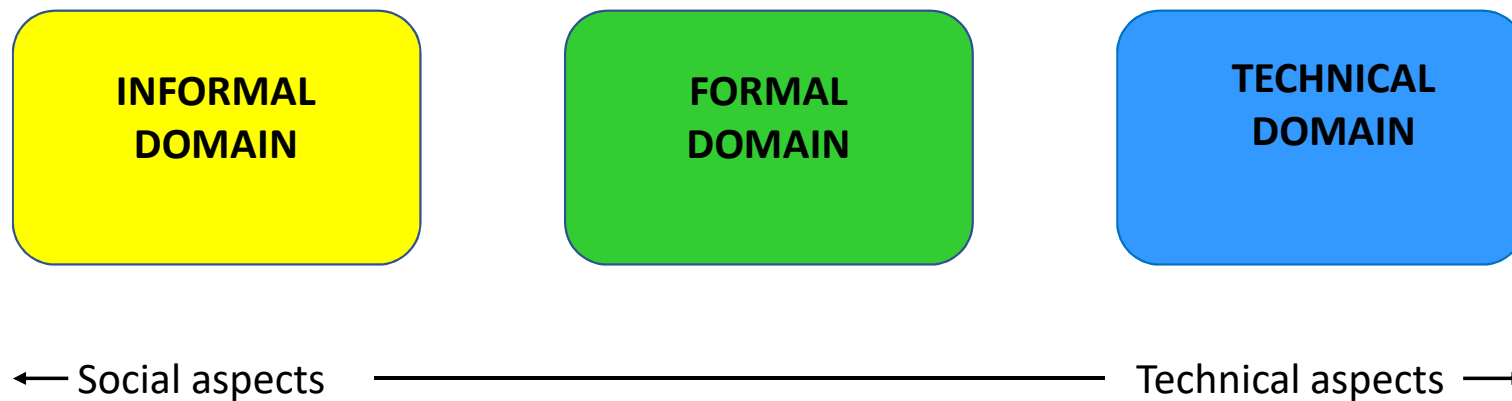 INFORMAL
DOMAIN
FORMAL
DOMAIN
TECHNICAL
DOMAIN
Social aspects
Technical aspects